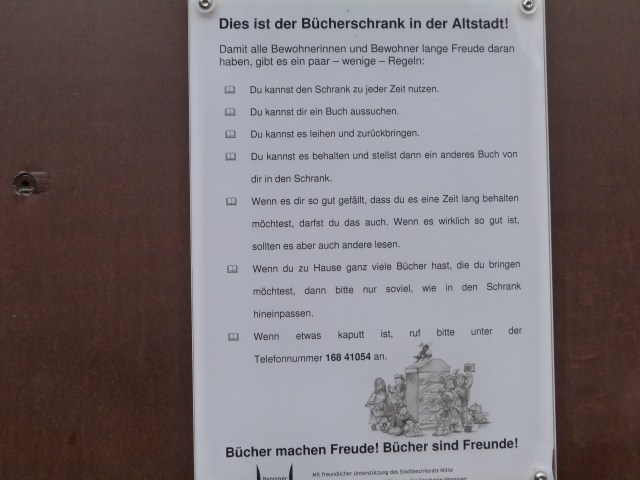 Dies ist der Bücherschrank in der Altstadt!
Damit alle Bewohnerinnen und Bewohner lange Freude daran
haben, gibt es ein paar – wenige – Regeln:
Du kannst den Schrank zu jeder Zeit nutzen.
Du kannst dir ein Buch aussuchen.
Du kannst es leihen und zurückbringen.
Du kannst es behalten und stellst dann ein anderes Buch von
dir in den Schrank.
Wenn es dir so gut gefällt, dass du es eine Zeit lang behalten
möchtest, darfst du das auch. Wenn es wirklich so gut ist,
sollten es aber auch andere lesen.
Wenn du zu Hause ganz viele Bücher hast, die du bringen
möchtest, dann bitte nur soviel, wie in den Schrank
hineinpassen.
Wenn etwas kaputt ist, ruf bitte unter der
Telefonnummer 168 41054 an.
Bücher machen Freude! Bücher sind Freunde!
Mit freundlicher Unterstützung des Stadtbezirksrats Mitte
Hannover